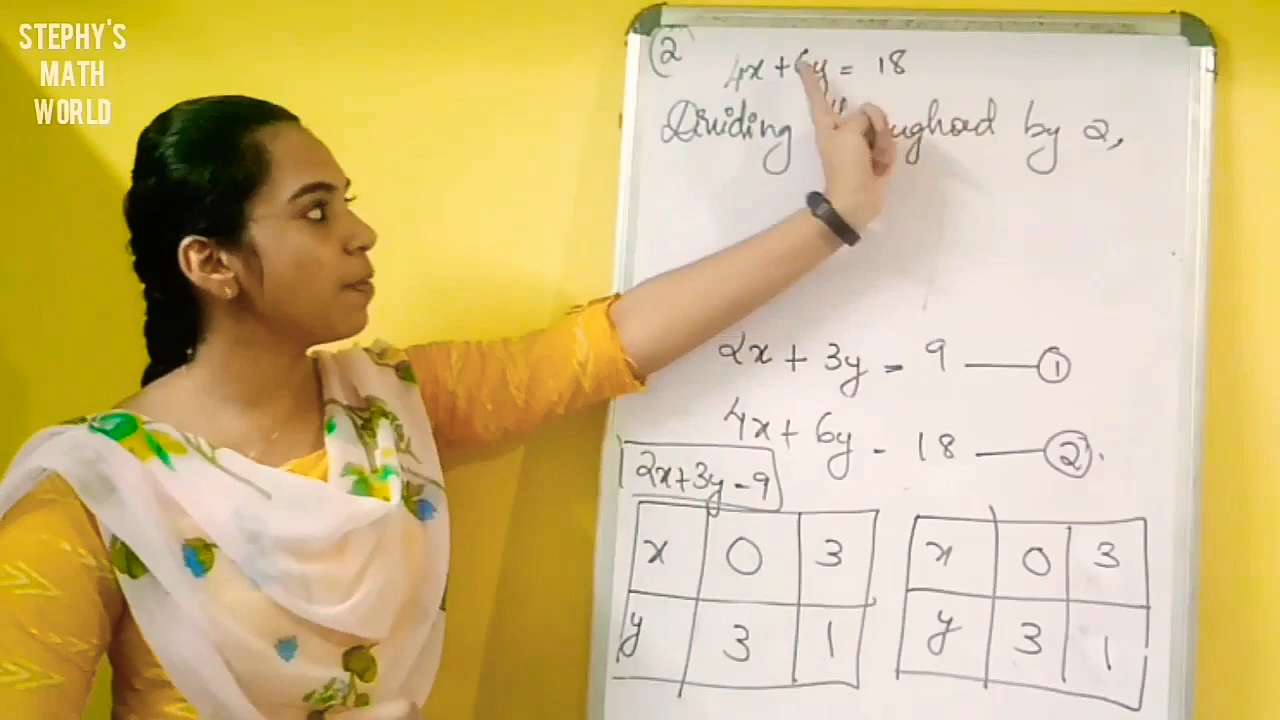 STEPHY'S
MATH
WORLD
② 4x + 6y = 18
Dividing by 2,
2x + 3y = 9 —— ①
4x + 6y - 18 —— ②.
2x+3y-9
x 0 3
y 3 1
x 0 3
y 3 1